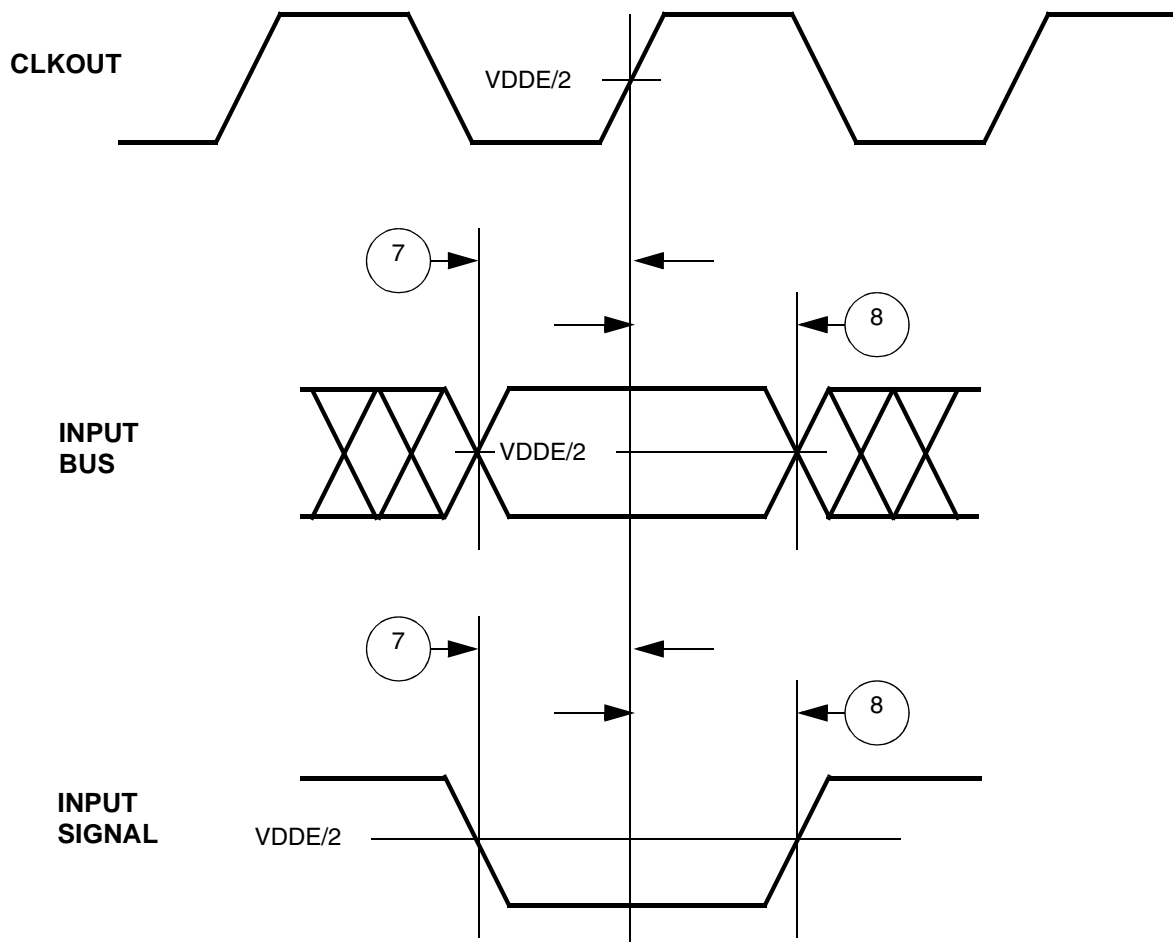 CLKOUT
VDDE/2
7
8
INPUT
BUS
VDDE/2
7
8
INPUT
SIGNAL
VDDE/2